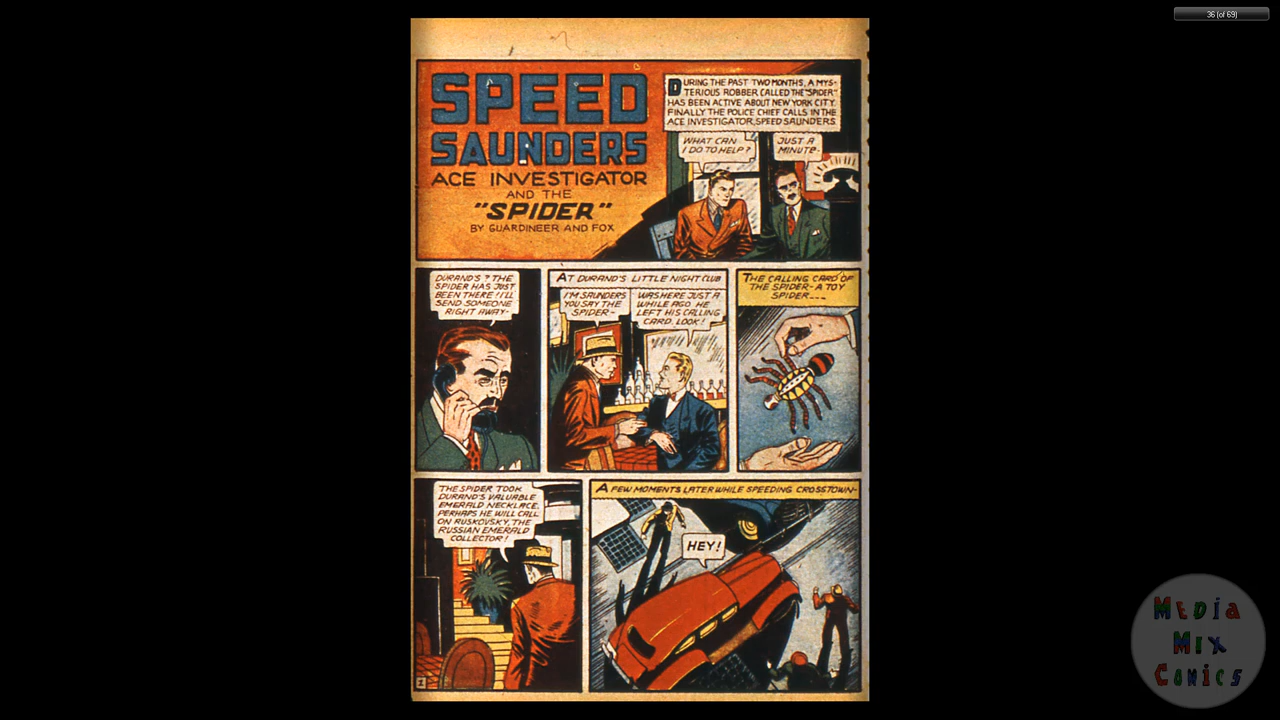 36 (of 69)
SPEED
SAUNDERS
ACE INVESTIGATOR
AND THE
"SPIDER"
BY GUARDINEER AND FOX
DURING THE PAST TWO MONTHS, A MYS-
TERIOUS ROBBER CALLED THE "SPIDER"
HAS BEEN ACTIVE ABOUT NEW YORK CITY.
FINALLY THE POLICE CHIEF CALLS IN THE
ACE INVESTIGATOR, SPEED SAUNDERS.
WHAT CAN
I DO TO HELP?
JUST A
MINUTE-
DURAND'S? THE
SPIDER HAS JUST
BEEN THERE! I'LL
SEND SOMEONE
RIGHT AWAY-
AT DURAND'S LITTLE NIGHT CLUB
I'M SAUNDERS
YOU SAY THE
SPIDER-
WAS HERE JUST A
WHILE AGO. HE
LEFT HIS CALLING
CARD. LOOK!
THE CALLING CARD OF
THE SPIDER-A TOY
SPIDER---
THE SPIDER TOOK
DURAND'S VALUABLE
EMERALD NECKLACE,
PERHAPS HE WILL CALL
ON RUSKOVSKY, THE
RUSSIAN EMERALD
COLLECTOR!
1
A FEW MOMENTS LATER WHILE SPEEDING CROSSTOWN-
HEY!
MEDiA
MiX
COMiCS